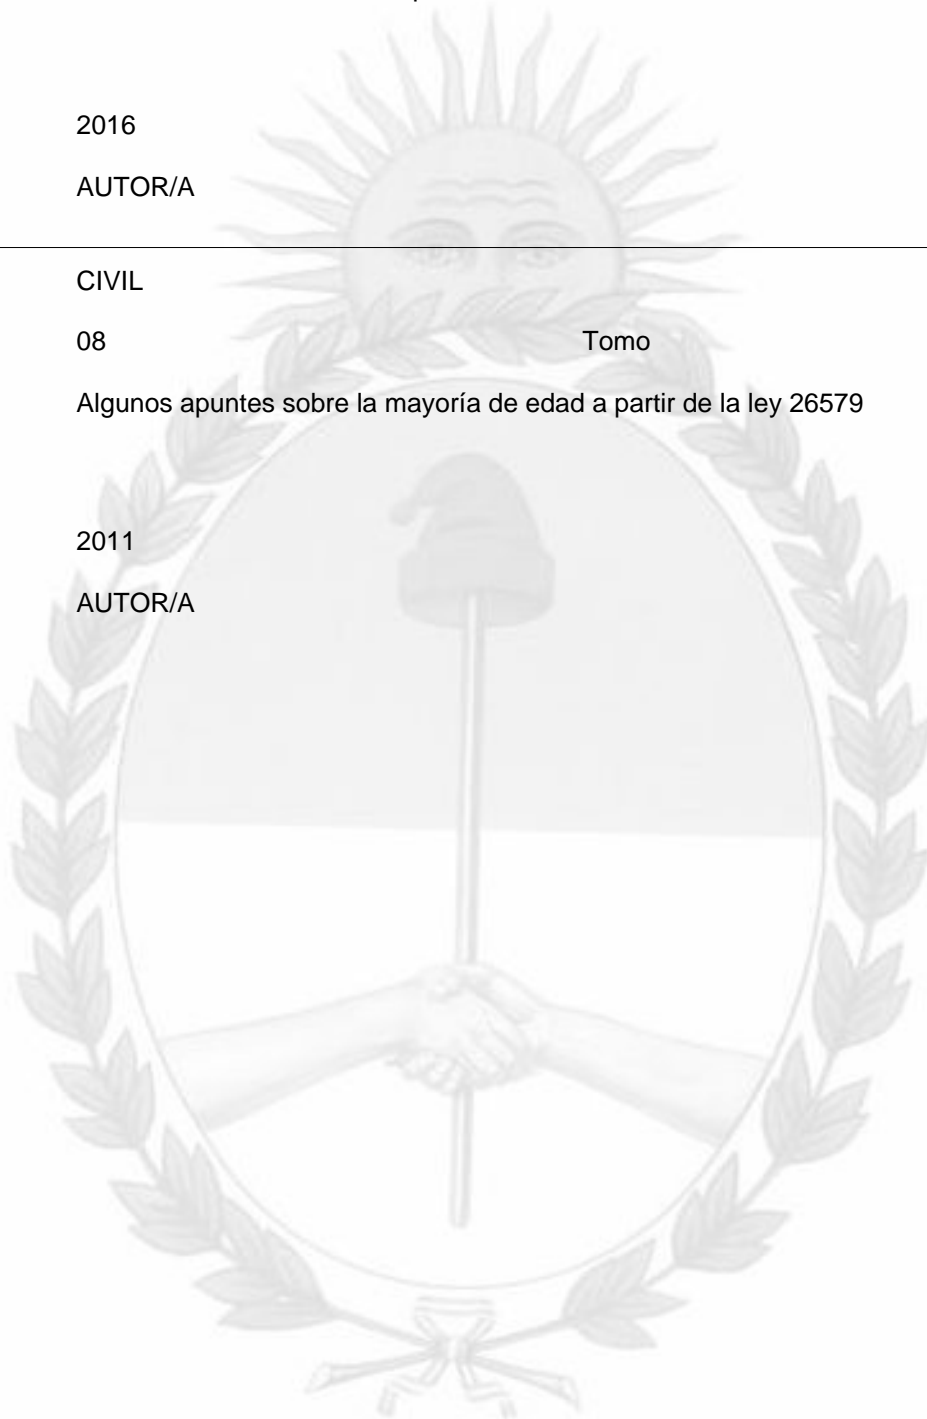 2016
AUTOR/A
CIVIL
08 Tomo
Algunos apuntes sobre la mayoría de edad a partir de la ley 26579
2011
AUTOR/A